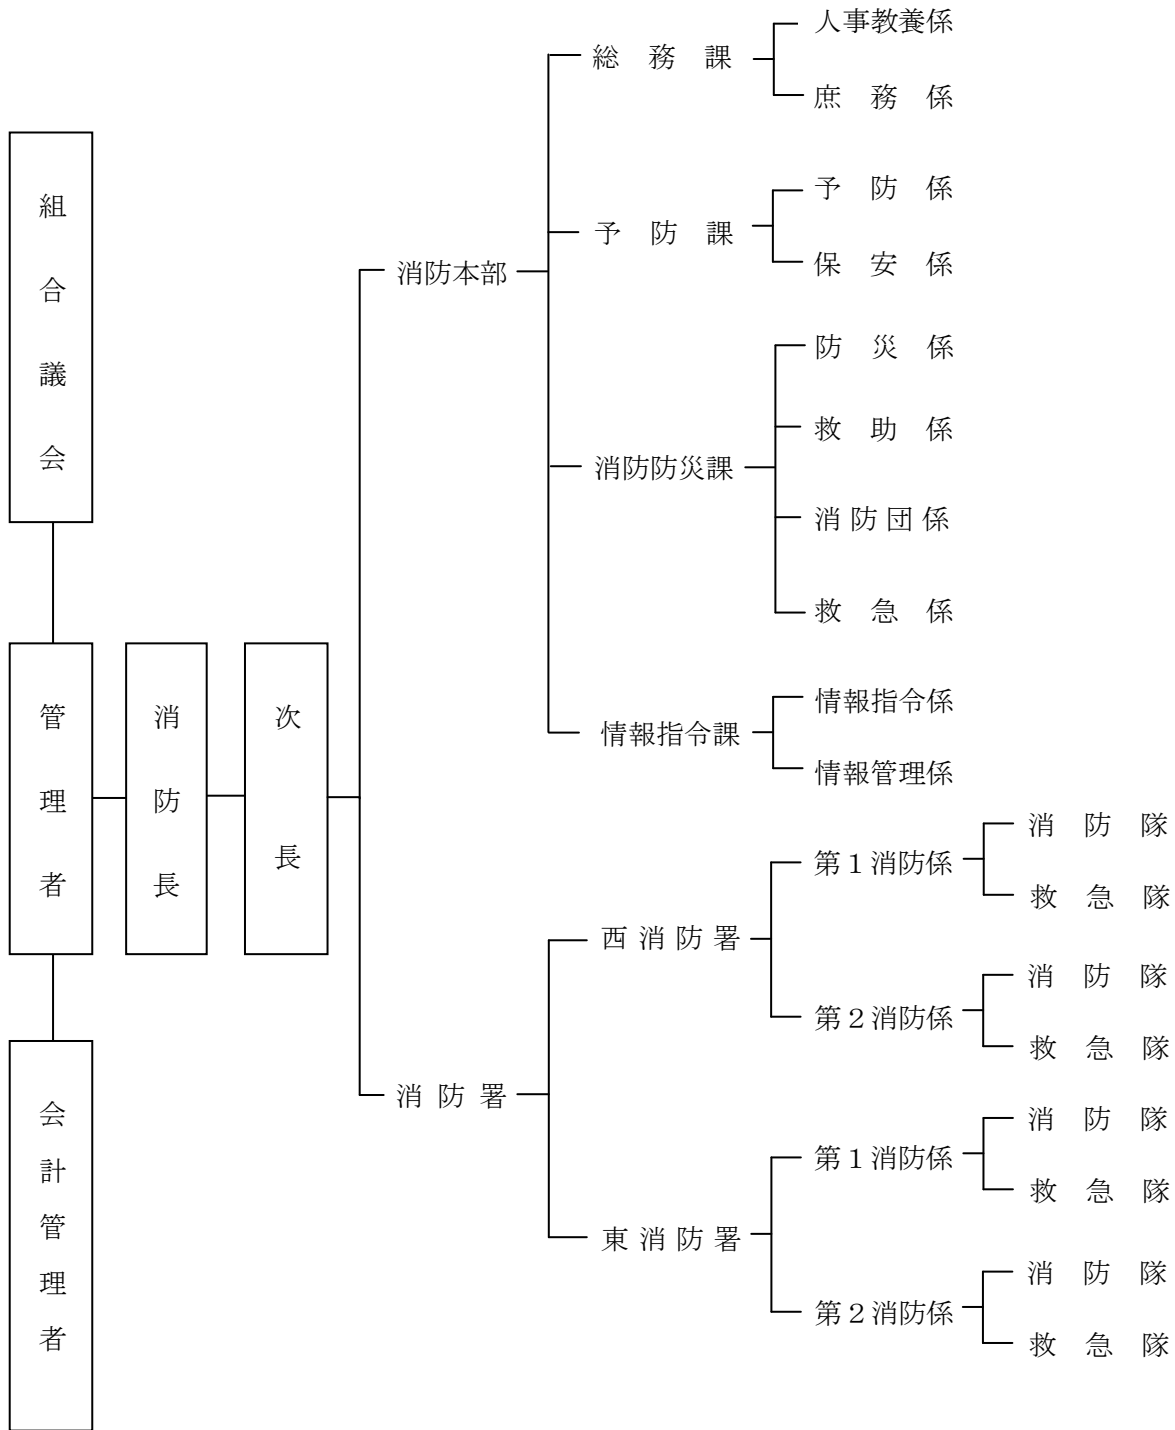 組合議会
管理者
会計管理者
消防長
次長
消防本部
総務課
人事教養係
庶務係
予防課
予防係
保安係
消防防災課
防災係
救助係
消防団係
救急係
情報指令課
情報指令係
情報管理係
消防署
西消防署
第1消防係
消防隊
救急隊
第2消防係
消防隊
救急隊
東消防署
第1消防係
消防隊
救急隊
第2消防係
消防隊
救急隊